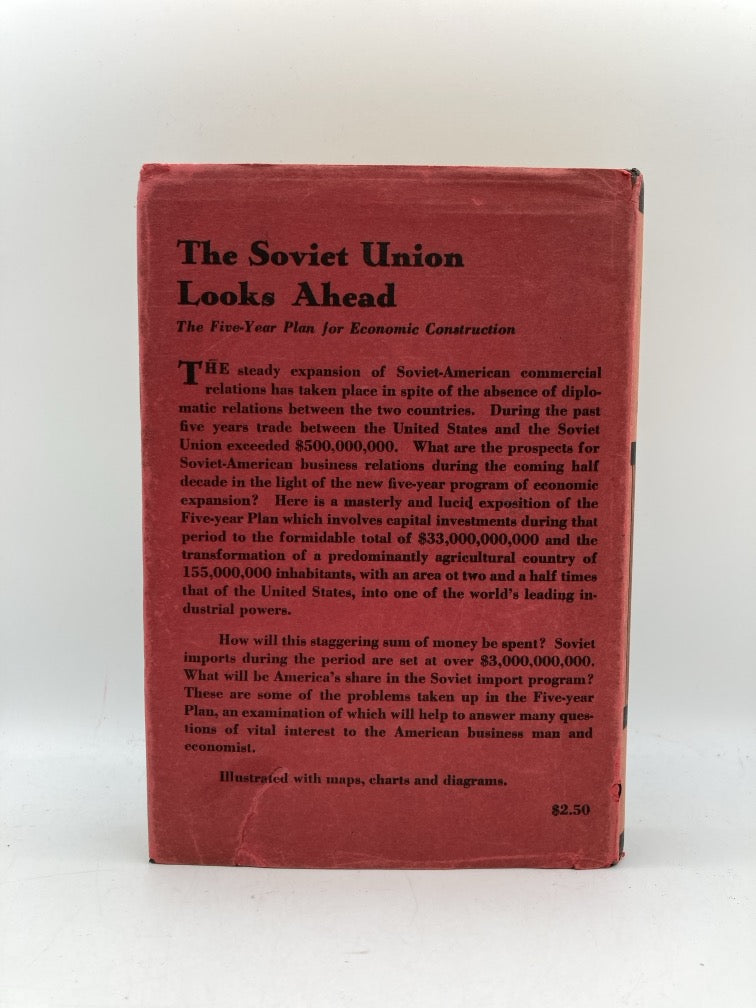 The Soviet Union
Looks Ahead
The Five-Year Plan for Economic Construction
THE steady expansion of Soviet-American commercial
relations has taken place in spite of the absence of diplo-
matic relations between the two countries. During the past
five years trade between the United States and the Soviet
Union exceeded $500,000,000. What are the prospects for
Soviet-American business relations during the coming half
decade in the light of the new five-year program of economic
expansion? Here is a masterly and lucid exposition of the
Five-year Plan which involves capital investments during that
period to the formidable total of $33,000,000,000 and the
transformation of a predominantly agricultural country of
155,000,000 inhabitants, with an area ot two and a half times
that of the United States, into one of the world's leading in-
dustrial powers.
How will this staggering sum of money be spent? Soviet
imports during the period are set at over $3,000,000,000.
What will be America's share in the Soviet import program?
These are some of the problems taken up in the Five-year
Plan, an examination of which will help to answer many ques-
tions of vital interest to the American business man and
economist.
Illustrated with maps, charts and diagrams.
$2.50